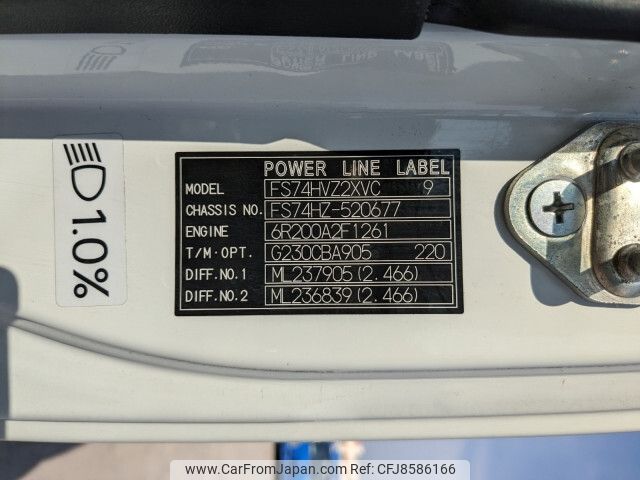 POWER LINE LABEL
MODEL FS74HVZ2XVC 9
CHASSIS NO. FS74HZ-520677
ENGINE 6R200A2F1261
T/M·OPT. G230CBA905 220
DIFF.NO.1 ML237905(2.466)
DIFF.NO.2 ML236839(2.466)
1.0%
www.CarFromJapan.com © CFJ8586166